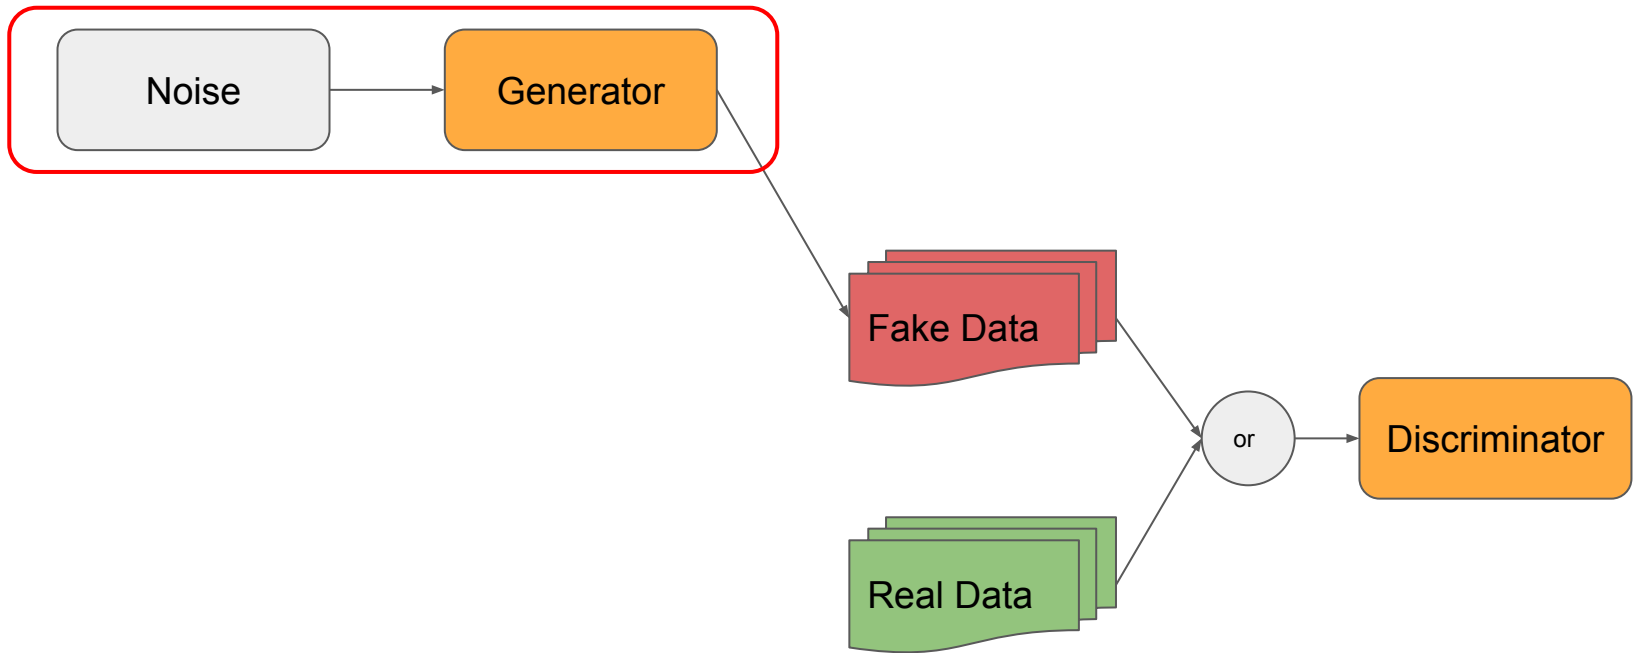 Noise
Generator
Fake Data
or
Discriminator
Real Data